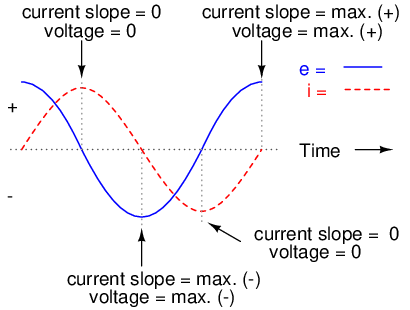 current slope = 0
voltage = 0
current slope = max. (+)
voltage = max. (+)
e =
i =
+
Time
-
current slope = 0
voltage = 0
current slope = max. (-)
voltage = max. (-)